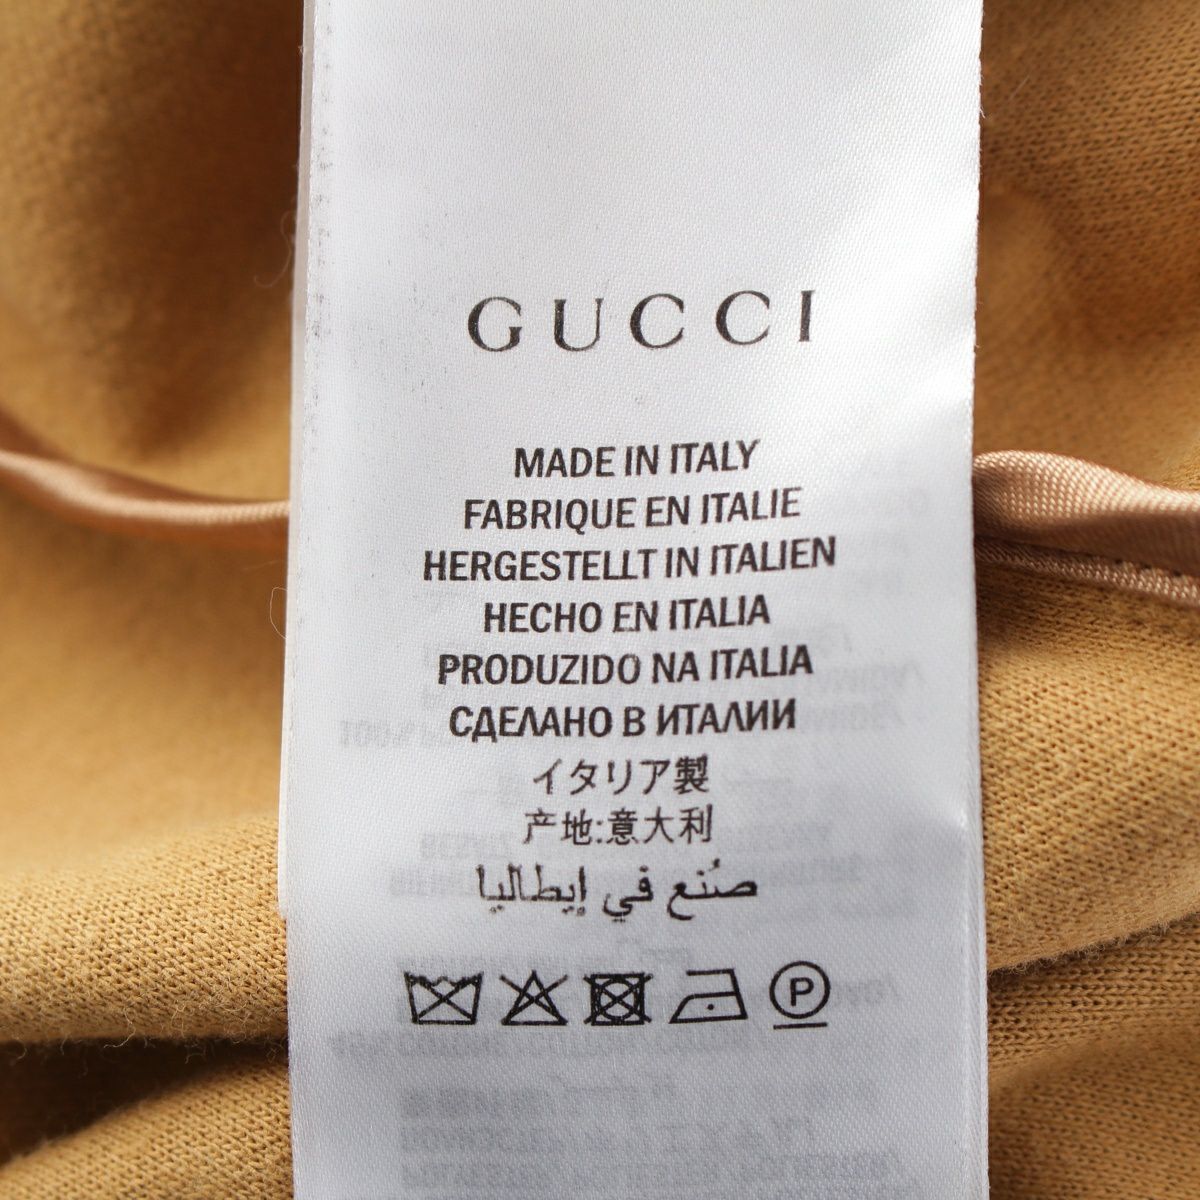 GUCCI
MADE IN ITALY
FABRIQUE EN ITALIE
HERGESTELLT IN ITALIEN
HECHO EN ITALIA
PRODUZIDO NA ITALIA
СДЕЛАНО В ИТАЛИИ
イタリア製
产地:意大利
صُنع في إيطاليا
P